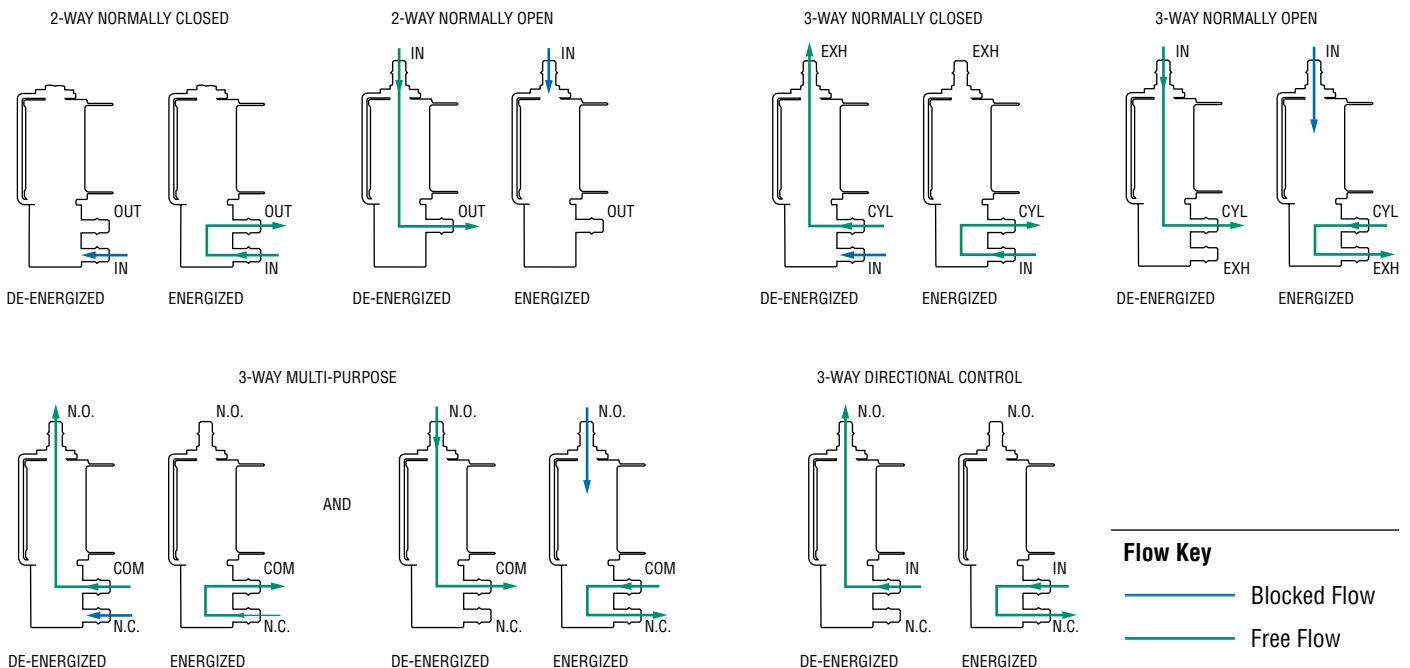 2-WAY NORMALLY CLOSED
2-WAY NORMALLY OPEN
3-WAY NORMALLY CLOSED
3-WAY NORMALLY OPEN
IN
IN
EXH
EXH
IN
IN
OUT
OUT
OUT
OUT
CYL
CYL
CYL
CYL
IN
IN
IN
IN
EXH
EXH
DE-ENERGIZED
ENERGIZED
DE-ENERGIZED
ENERGIZED
DE-ENERGIZED
ENERGIZED
DE-ENERGIZED
ENERGIZED
3-WAY MULTI-PURPOSE
3-WAY DIRECTIONAL CONTROL
N.O.
N.O.
N.O.
N.O.
N.O.
N.O.
AND
COM
COM
COM
COM
IN
IN
N.C.
N.C.
N.C.
N.C.
N.C.
N.C.
DE-ENERGIZED
ENERGIZED
DE-ENERGIZED
ENERGIZED
DE-ENERGIZED
ENERGIZED
Flow Key
Blocked Flow
Free Flow